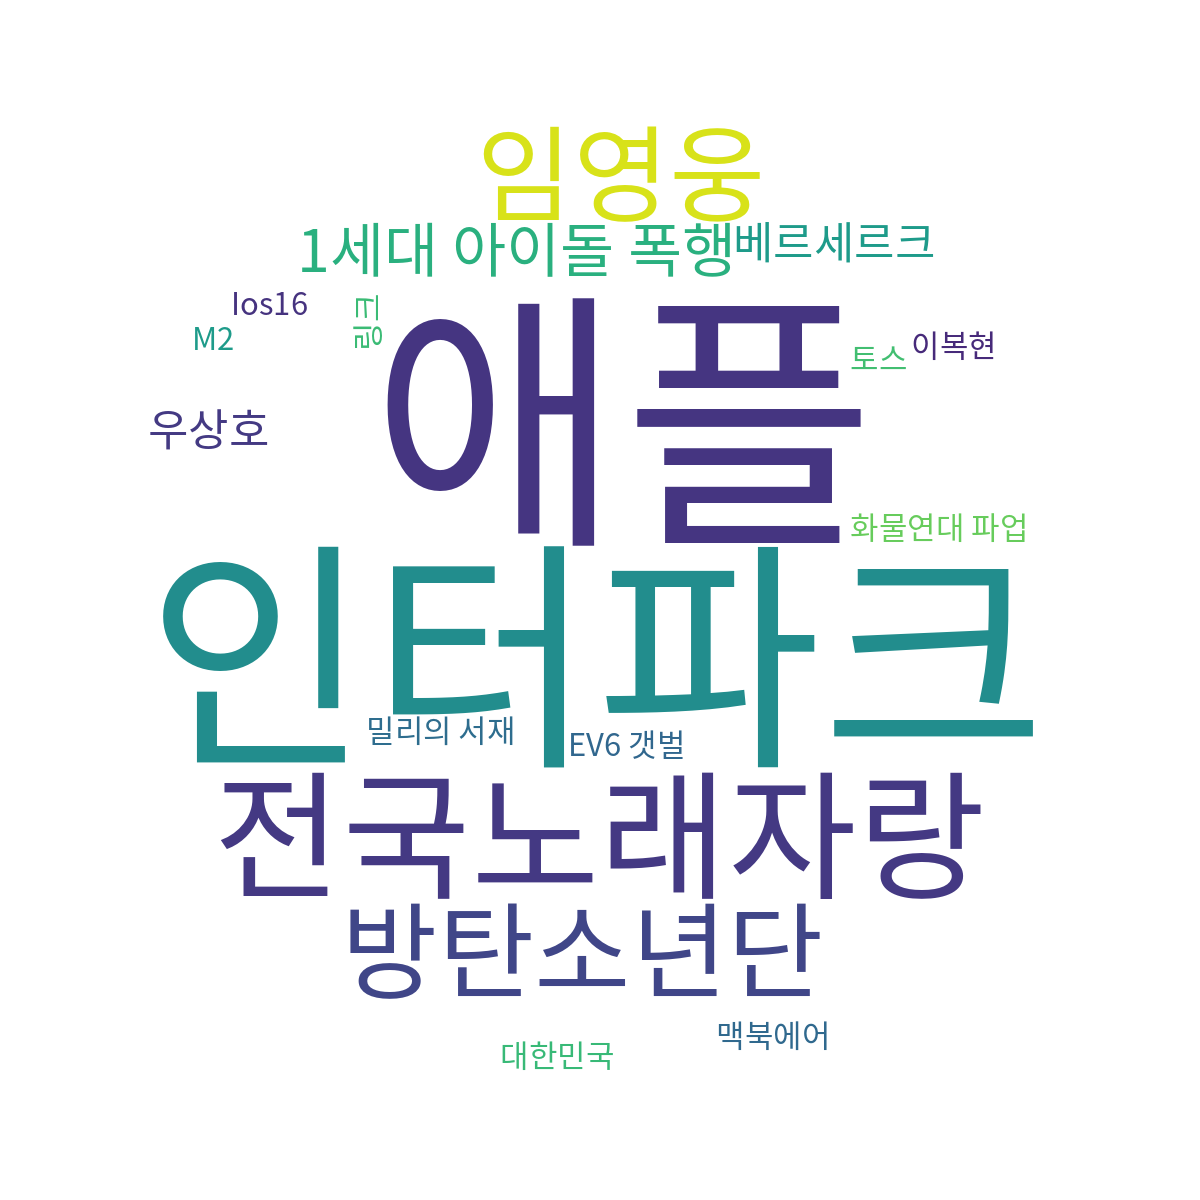 임영웅
1세대 아이돌 폭행
베르세르크
Ios16
링크
M2
애플
토스
이복현
우상호
화물연대 파업
인터파크
밀리의 서재
EV6 갯벌
전국노래자랑
방탄소년단
맥북에어
대한민국